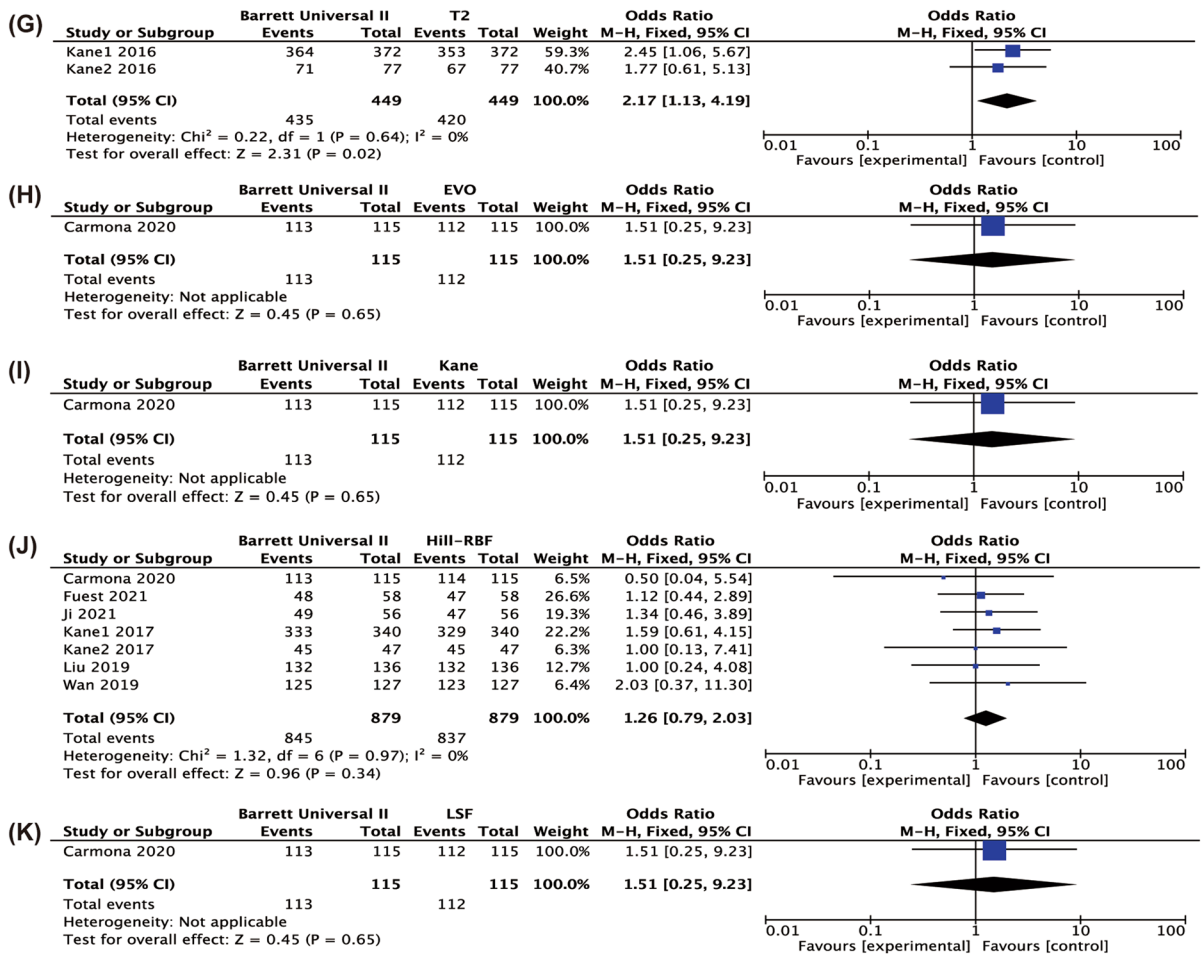 (G)
Barrett Universal II T2 Odds Ratio Odds Ratio
Study or Subgroup Events Total Events Total Weight M-H, Fixed, 95% CI M-H, Fixed, 95% CI
Kane1 2016 364 372 353 372 59.3% 2.45 [1.06, 5.67]
Kane2 2016 71 77 67 77 40.7% 1.77 [0.61, 5.13]
Total (95% CI) 449 449 100.0% 2.17 [1.13, 4.19]
Total events 435 420
Heterogeneity: Chi² = 0.22, df = 1 (P = 0.64); I² = 0%
Test for overall effect: Z = 2.31 (P = 0.02)
0.01 0.1 1 10 100
Favours [experimental] Favours [control]
(H)
Barrett Universal II EVO Odds Ratio Odds Ratio
Study or Subgroup Events Total Events Total Weight M-H, Fixed, 95% CI M-H, Fixed, 95% CI
Carmona 2020 113 115 112 115 100.0% 1.51 [0.25, 9.23]
Total (95% CI) 115 115 100.0% 1.51 [0.25, 9.23]
Total events 113 112
Heterogeneity: Not applicable
Test for overall effect: Z = 0.45 (P = 0.65)
0.01 0.1 1 10 100
Favours [experimental] Favours [control]
(I)
Barrett Universal II Kane Odds Ratio Odds Ratio
Study or Subgroup Events Total Events Total Weight M-H, Fixed, 95% CI M-H, Fixed, 95% CI
Carmona 2020 113 115 112 115 100.0% 1.51 [0.25, 9.23]
Total (95% CI) 115 115 100.0% 1.51 [0.25, 9.23]
Total events 113 112
Heterogeneity: Not applicable
Test for overall effect: Z = 0.45 (P = 0.65)
0.01 0.1 1 10 100
Favours [experimental] Favours [control]
(J)
Barrett Universal II Hill-RBF Odds Ratio Odds Ratio
Study or Subgroup Events Total Events Total Weight M-H, Fixed, 95% CI M-H, Fixed, 95% CI
Carmona 2020 113 115 114 115 6.5% 0.50 [0.04, 5.54]
Fuest 2021 48 58 47 58 26.6% 1.12 [0.44, 2.89]
Ji 2021 49 56 47 56 19.3% 1.34 [0.46, 3.89]
Kane1 2017 333 340 329 340 22.2% 1.59 [0.61, 4.15]
Kane2 2017 45 47 45 47 6.3% 1.00 [0.13, 7.41]
Liu 2019 132 136 132 136 12.7% 1.00 [0.24, 4.08]
Wan 2019 125 127 123 127 6.4% 2.03 [0.37, 11.30]
Total (95% CI) 879 879 100.0% 1.26 [0.79, 2.03]
Total events 845 837
Heterogeneity: Chi² = 1.32, df = 6 (P = 0.97); I² = 0%
Test for overall effect: Z = 0.96 (P = 0.34)
0.01 0.1 1 10 100
Favours [experimental] Favours [control]
(K)
Barrett Universal II LSF Odds Ratio Odds Ratio
Study or Subgroup Events Total Events Total Weight M-H, Fixed, 95% CI M-H, Fixed, 95% CI
Carmona 2020 113 115 112 115 100.0% 1.51 [0.25, 9.23]
Total (95% CI) 115 115 100.0% 1.51 [0.25, 9.23]
Total events 113 112
Heterogeneity: Not applicable
Test for overall effect: Z = 0.45 (P = 0.65)
0.01 0.1 1 10 100
Favours [experimental] Favours [control]